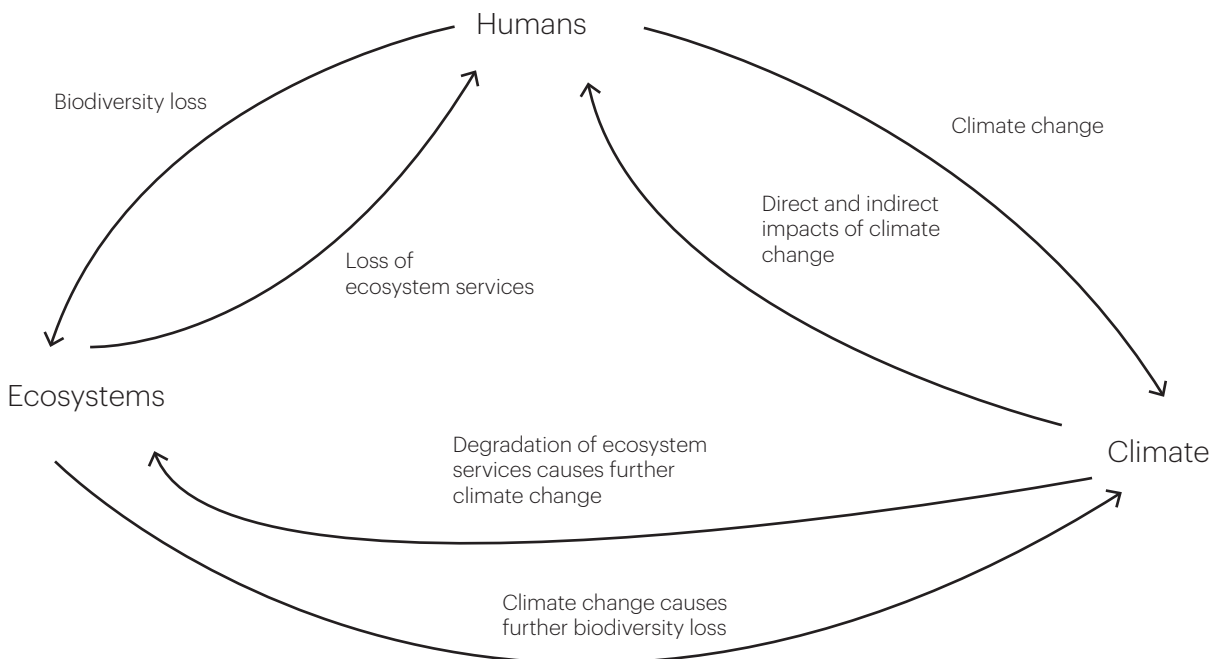 Humans
Biodiversity loss
Climate change
Direct and indirect
impacts of climate
change
Loss of
ecosystem services
Ecosystems
Degradation of ecosystem
services causes further
climate change
Climate
Climate change causes
further biodiversity loss